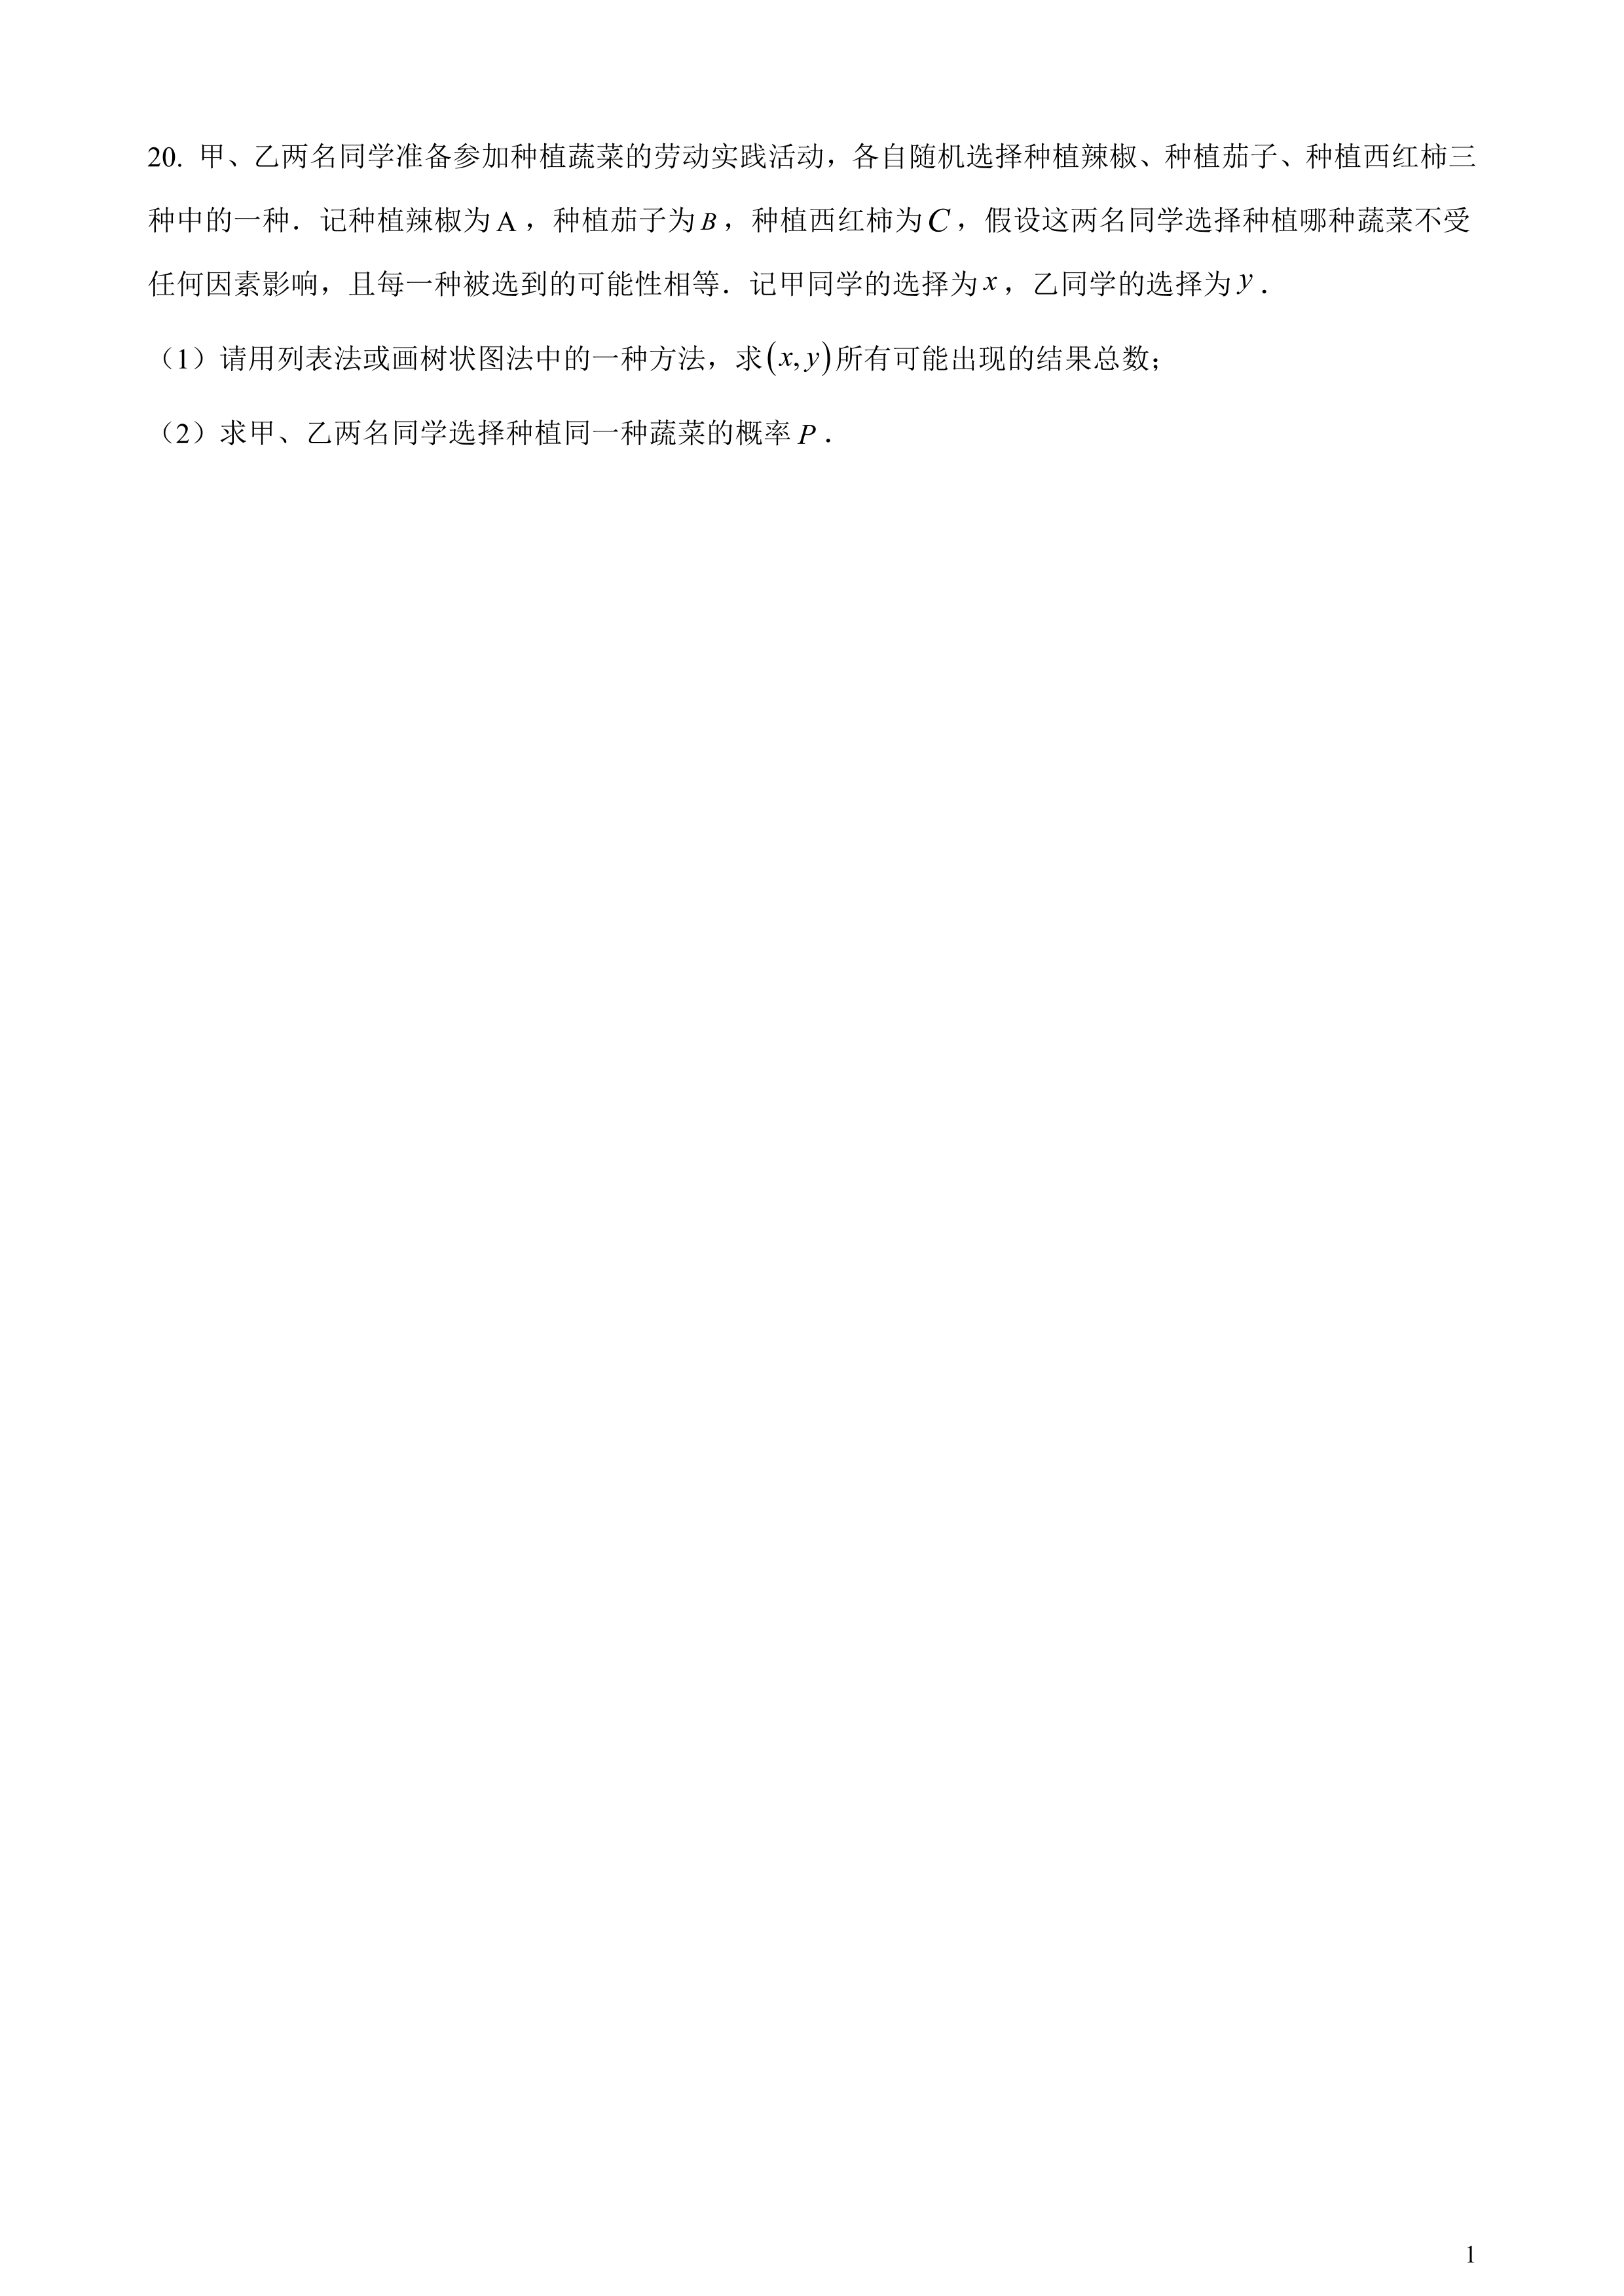 20. 甲、乙两名同学准备参加种植蔬菜的劳动实践活动，各自随机选择种植辣椒、种植茄子、种植西红柿三
种中的一种．记种植辣椒为 A，种植茄子为 B，种植西红柿为 C，假设这两名同学选择种植哪种蔬菜不受
任何因素影响，且每一种被选到的可能性相等．记甲同学的选择为 x，乙同学的选择为 y．
（1）请用列表法或画树状图法中的一种方法，求(x, y)所有可能出现的结果总数；
（2）求甲、乙两名同学选择种植同一种蔬菜的概率 P．
1